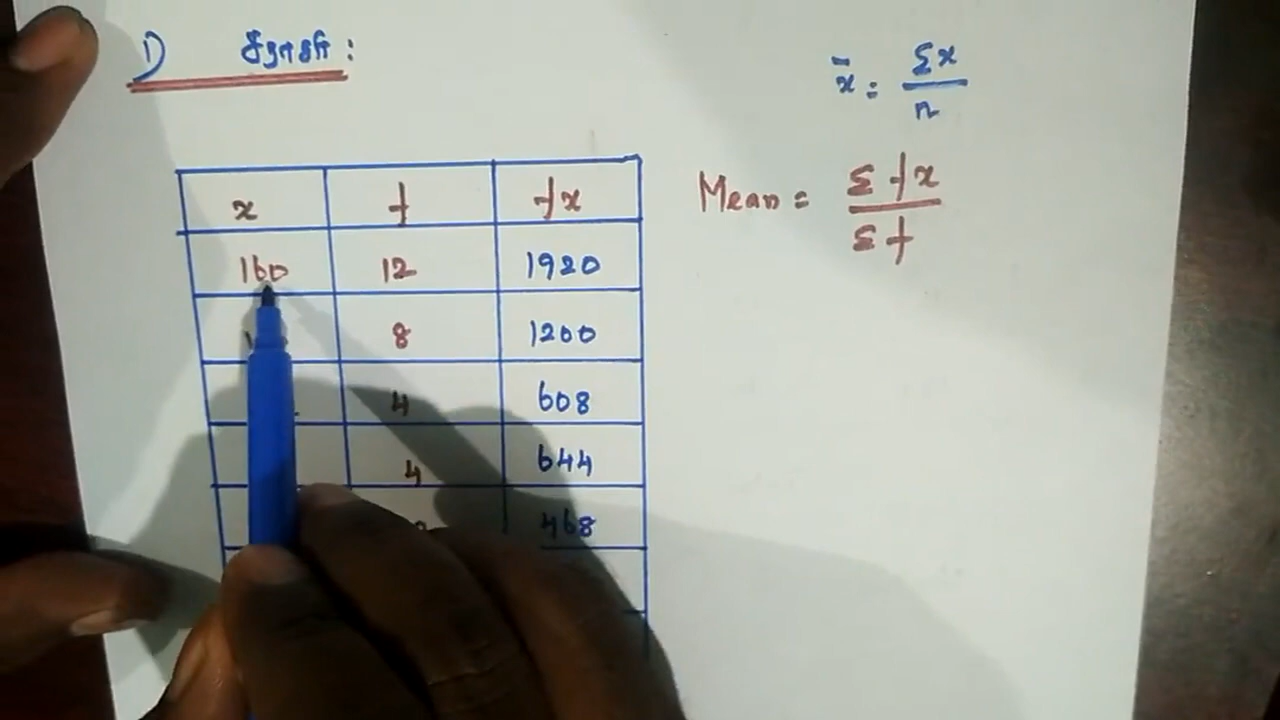 1) சராசரி :
x̄ = Σx
n
Mean = Σfx
Σf
x f fx
160 12 1920
8 1200
4 608
4 644
468